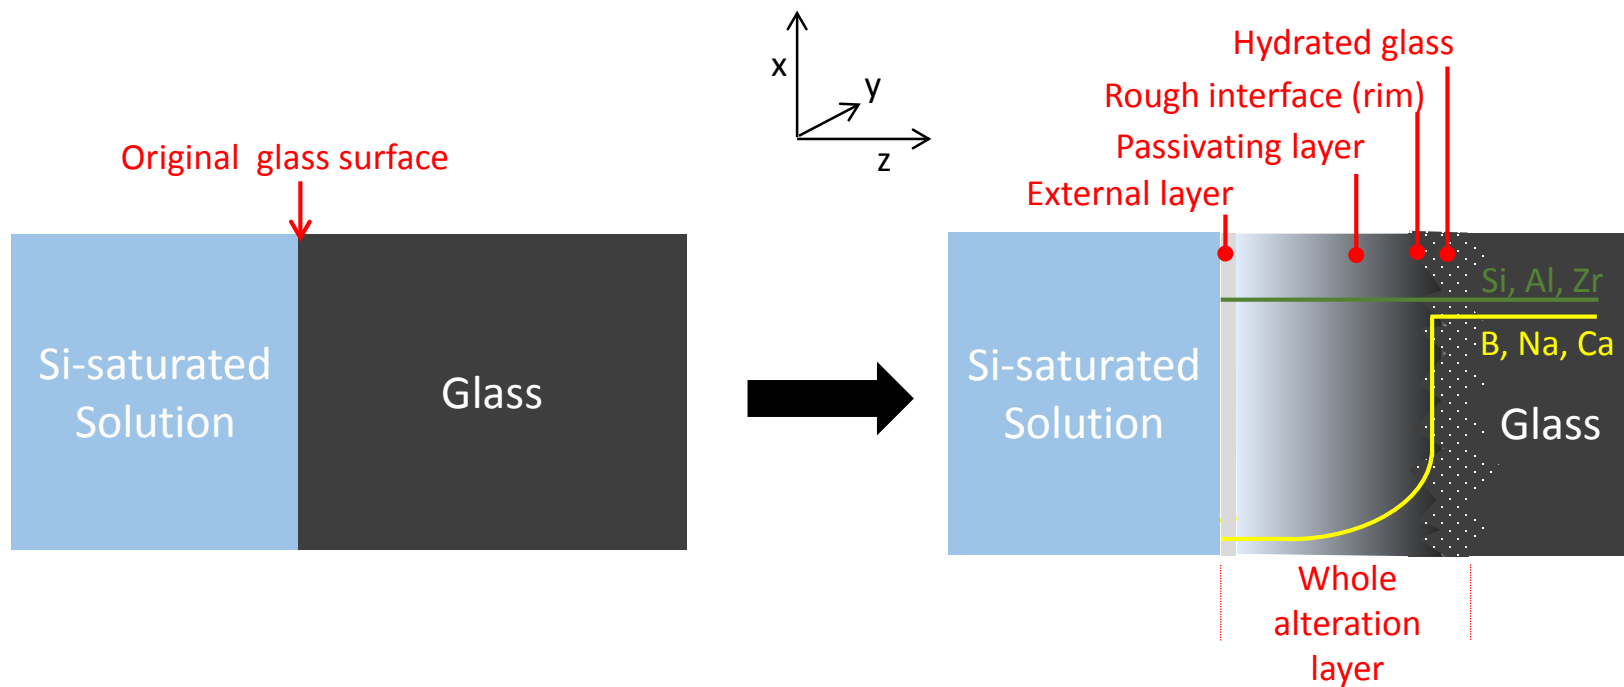 Original glass surface
Si-saturated
Solution
Glass
x
y
z
Hydrated glass
Rough interface (rim)
Passivating layer
External layer
Si-saturated
Solution
Si, Al, Zr
B, Na, Ca
Glass
Whole
alteration
layer